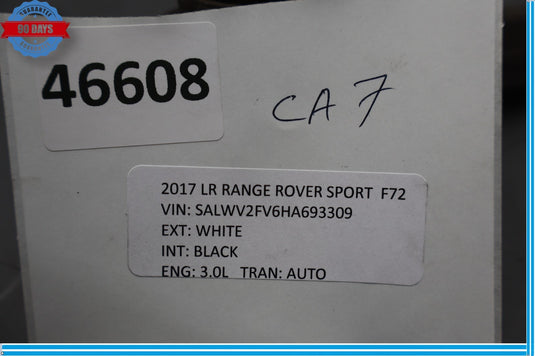 GUARANTEE
90 DAYS
46608
CA 7
2017 LR RANGE ROVER SPORT F72
VIN: SALWV2FV6HA693309
EXT: WHITE
INT: BLACK
ENG: 3.0L TRAN: AUTO